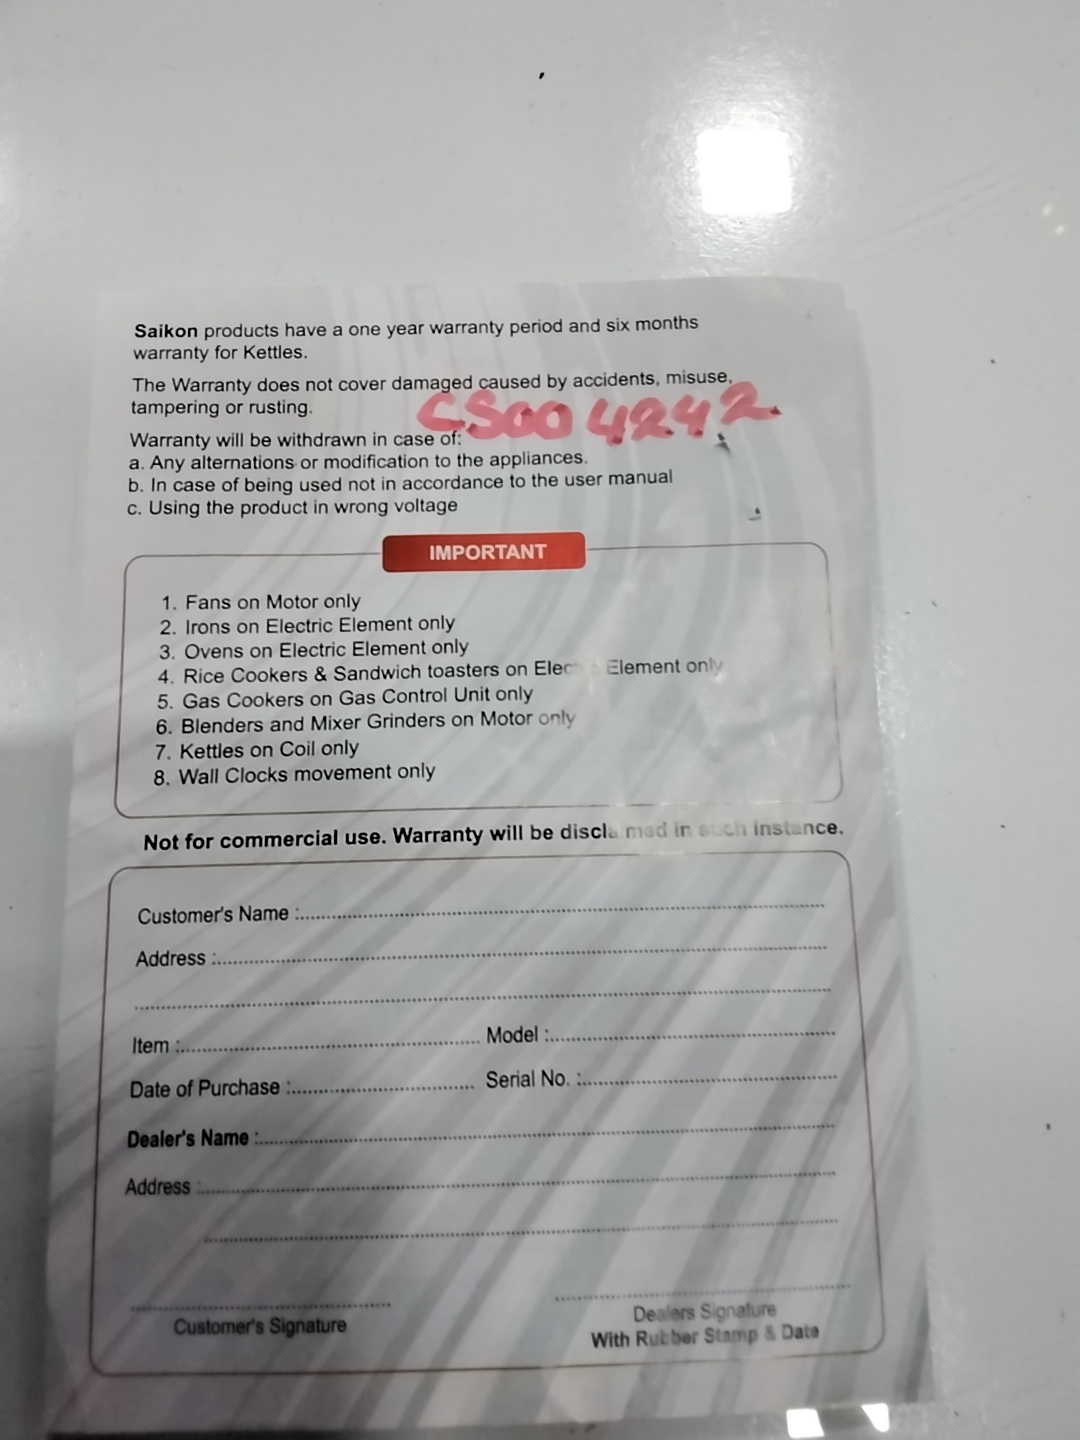 Saikon products have a one year warranty period and six months
warranty for Kettles.
The Warranty does not cover damaged caused by accidents, misuse,
tampering or rusting.
CS004242
Warranty will be withdrawn in case of:
a. Any alternations or modification to the appliances.
b. In case of being used not in accordance to the user manual
c. Using the product in wrong voltage
IMPORTANT
1. Fans on Motor only
2. Irons on Electric Element only
3. Ovens on Electric Element only
4. Rice Cookers & Sandwich toasters on Electric Element only
5. Gas Cookers on Gas Control Unit only
6. Blenders and Mixer Grinders on Motor only
7. Kettles on Coil only
8. Wall Clocks movement only
Not for commercial use. Warranty will be disclaimed in such instance.
Customer's Name :
Address :
Item : Model :
Date of Purchase : Serial No. :
Dealer's Name :
Address :
Customer's Signature
Dealers Signature
With Rubber Stamp & Date